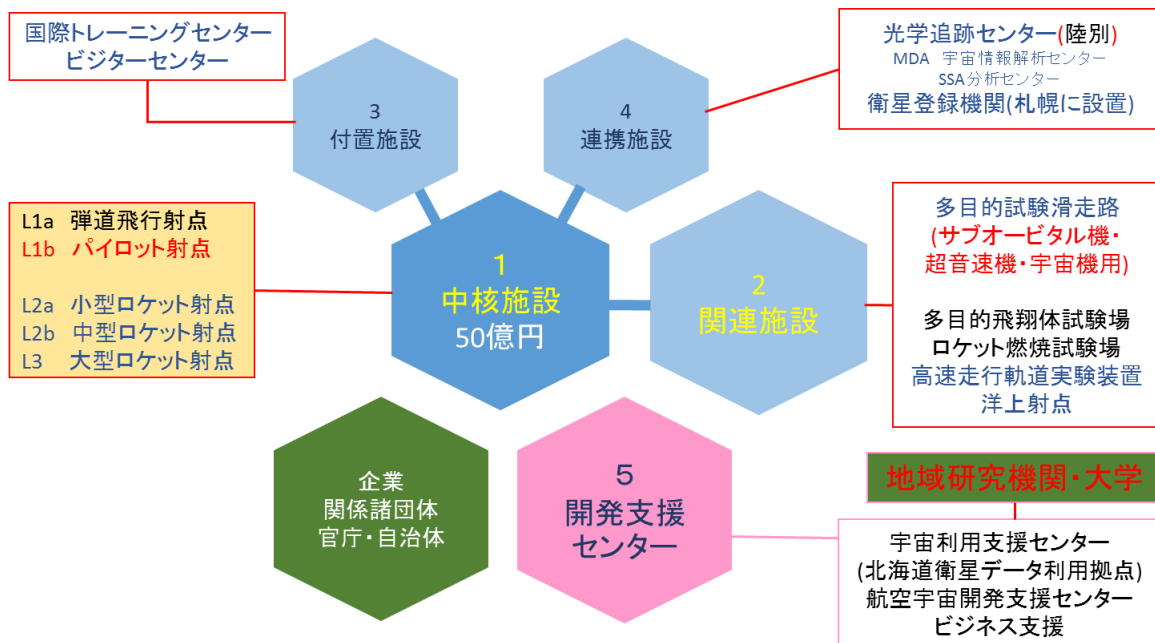 国際トレーニングセンター
ビジターセンター
3
付置施設
4
連携施設
光学追跡センター(陸別)
MDA 宇宙情報解析センター
SSA分析センター
衛星登録機関(札幌に設置)
L1a 弾道飛行射点
L1b パイロット射点
L2a 小型ロケット射点
L2b 中型ロケット射点
L3 大型ロケット射点
1
中核施設
50億円
2
関連施設
多目的試験滑走路
(サブオービタル機・
超音速機・宇宙機用)
多目的飛翔体試験場
ロケット燃焼試験場
高速走行軌道実験装置
洋上射点
企業
関係諸団体
官庁・自治体
5
開発支援
センター
地域研究機関・大学
宇宙利用支援センター
(北海道衛星データ利用拠点)
航空宇宙開発支援センター
ビジネス支援